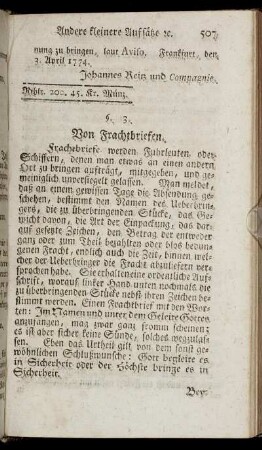 Andere kleinere Aufsätze ꝛc. 507
nung zu bringen, laut Aviso. Frankfurt, den
3. April 1774.
Johannes Reitz und Compagnie.
Rthlr. 200. 45. Kr. Münz.
§. 3.
Von Frachtbriefen.
Frachtbriefe werden Fuhrleuten oder
Schiffern, denen man etwas an einen andern
Ort zu bringen aufträgt, mitgegeben, und ge-
meiniglich unversiegelt gelassen. Man meldet,
daß an einem gewissen Tage die Absendung ge-
schehen, bestimmt den Namen des Ueberbrin-
gers, die zu überbringenden Stücke, das Ge-
wicht davon, die Art der Einpackung, das dar-
auf gesetzte Zeichen, den Betrag der entweder
ganz oder zum Theil bezahlten oder blos bedun-
genen Fracht, endlich auch die Zeit, binnen wel-
cher der Ueberbringer die Fracht abzuliefern ver-
sprochen habe. Sie erhalten eine ordentliche Auf-
schrift, worauf linker Hand unten nochmals die
zu überbringenden Stücke nebst ihren Zeichen be-
stimmt werden. Einen Frachtbrief mit den Wor-
ten: Im Namen und unter dem Geleite Gottes
anzufangen, mag zwar ganz fromm scheinen;
es ist aber sicher keine Sünde, solches wegzulas-
sen. Eben das Urtheil gilt von dem sonst ge-
wöhnlichen Schlußwunsche: Gott begleite es
in Sicherheit oder der Höchste bringe es in
Sicherheit.
Bey-